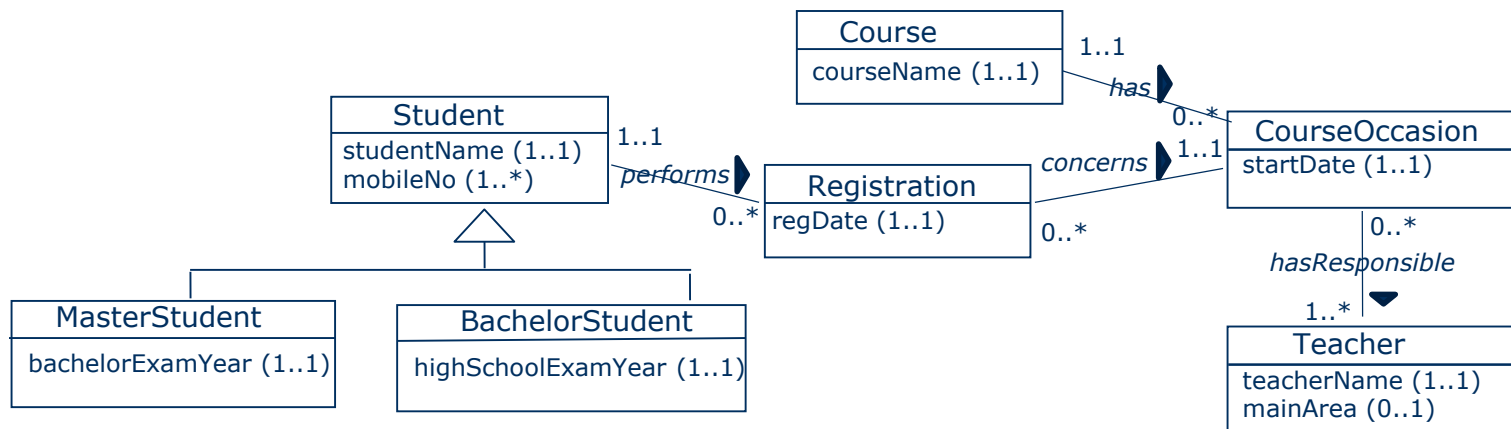 Course
courseName (1..1)
1..1
has
0..*
CourseOccasion
startDate (1..1)
Student
studentName (1..1)
mobileNo (1..*)
1..1
performs
0..*
Registration
regDate (1..1)
concerns
1..1
0..*
0..*
hasResponsible
1..*
MasterStudent
bachelorExamYear (1..1)
BachelorStudent
highSchoolExamYear (1..1)
Teacher
teacherName (1..1)
mainArea (0..1)